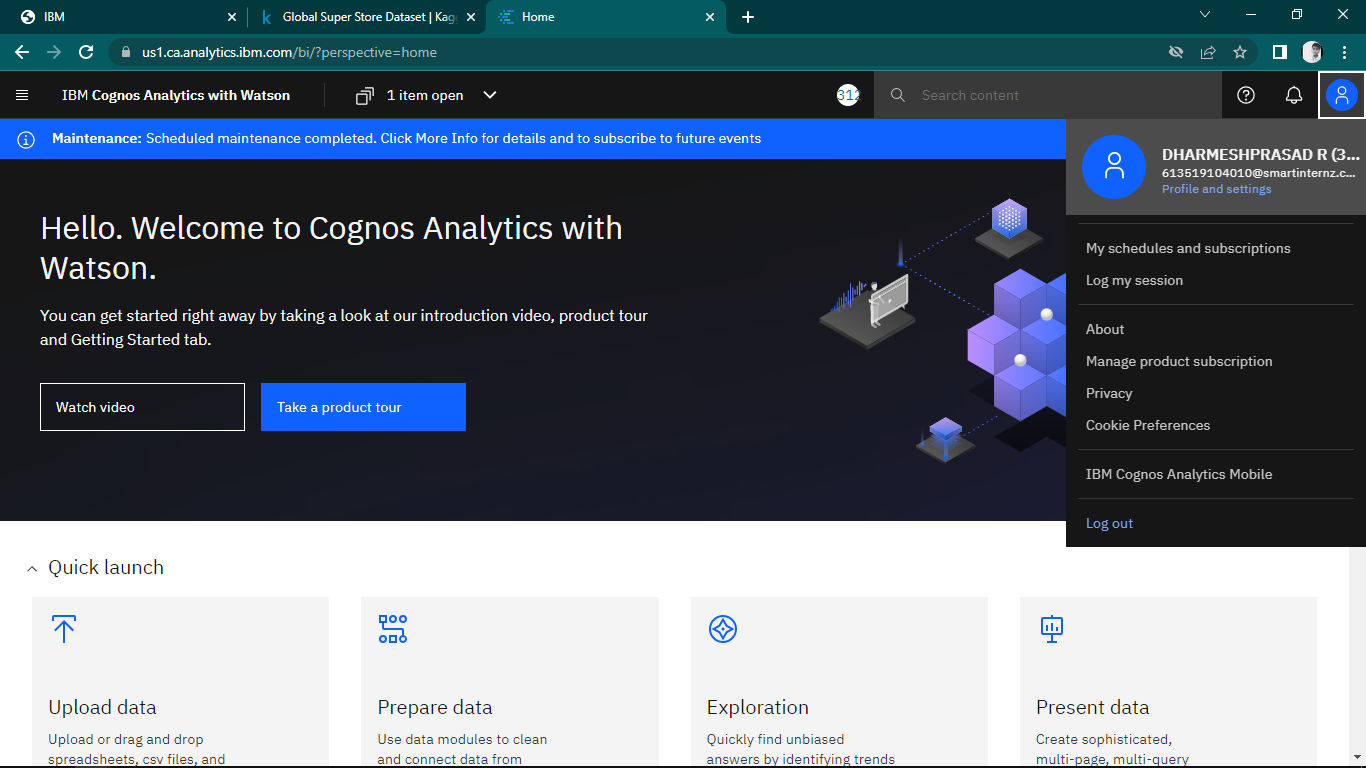 IBM
Global Super Store Dataset | Kag
Home
us1.ca.analytics.ibm.com/bi/?perspective=home
IBM Cognos Analytics with Watson
1 item open
312
Search content
Maintenance: Scheduled maintenance completed. Click More Info for details and to subscribe to future events
DHARMESHPRASAD R (3...
613519104010@smartinternz.c...
Profile and settings
Hello. Welcome to Cognos Analytics with
Watson.
You can get started right away by taking a look at our introduction video, product tour
and Getting Started tab.
Watch video
Take a product tour
My schedules and subscriptions
Log my session
About
Manage product subscription
Privacy
Cookie Preferences
IBM Cognos Analytics Mobile
Log out
Quick launch
Upload data
Upload or drag and drop
spreadsheets, csv files, and
Prepare data
Use data modules to clean
and connect data from
Exploration
Quickly find unbiased
answers by identifying trends
Present data
Create sophisticated,
multi-page, multi-query